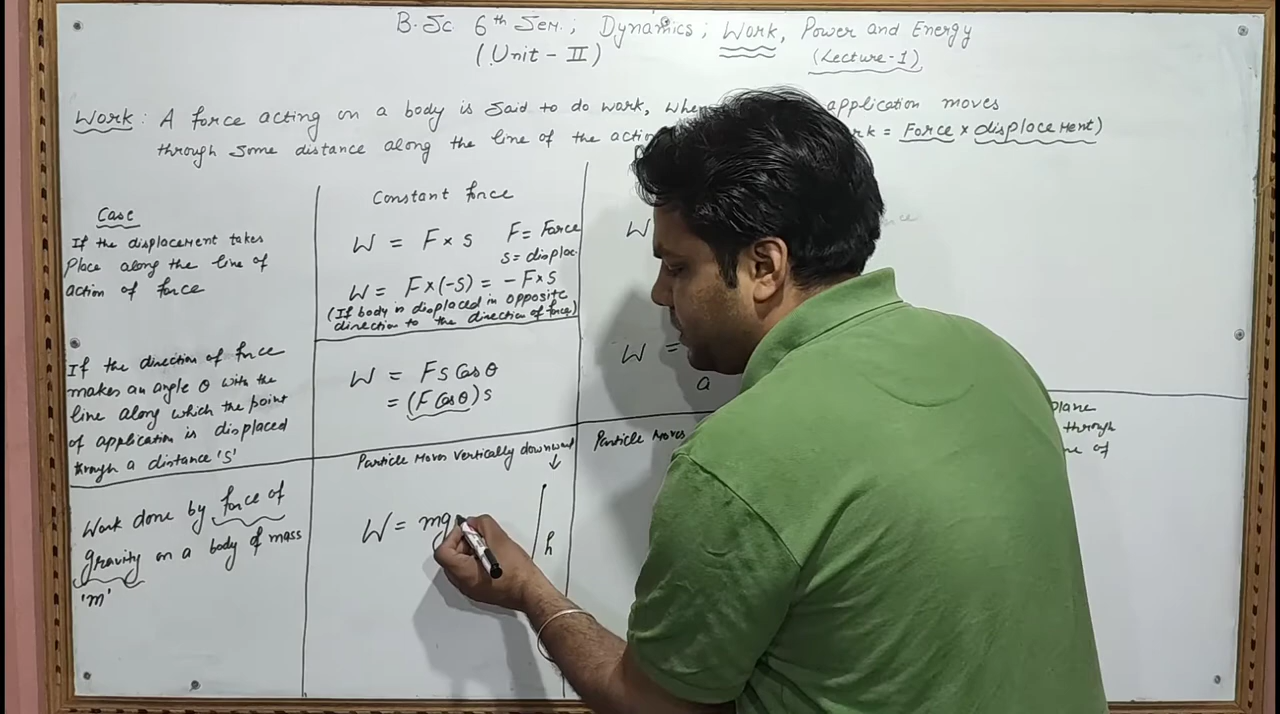 B.Sc 6th Sem.; Dynamics; Work, Power and Energy
(Unit - II) (Lecture-1)
Work: A force acting on a body is said to do work, application moves
through some distance along the line of the = Force × displacement)
Case
If the displacement takes
Place along the line of
action of force
Constant force
W = F × s F = Force
s = displac.
W = F×(-s) = - F×s
(If body is displaced in opposite
direction to the direction of force)
W
If the direction of force
makes an angle θ with the
line along which the point
of application is displaced
through a distance 's'
W = F s Cos θ
= (F Cos θ) s
W =
a
Work done by force of
gravity on a body of mass
'm'
Particle Moves Vertically downward
↓
W = mg
h
Particle Moves
plane
through
of